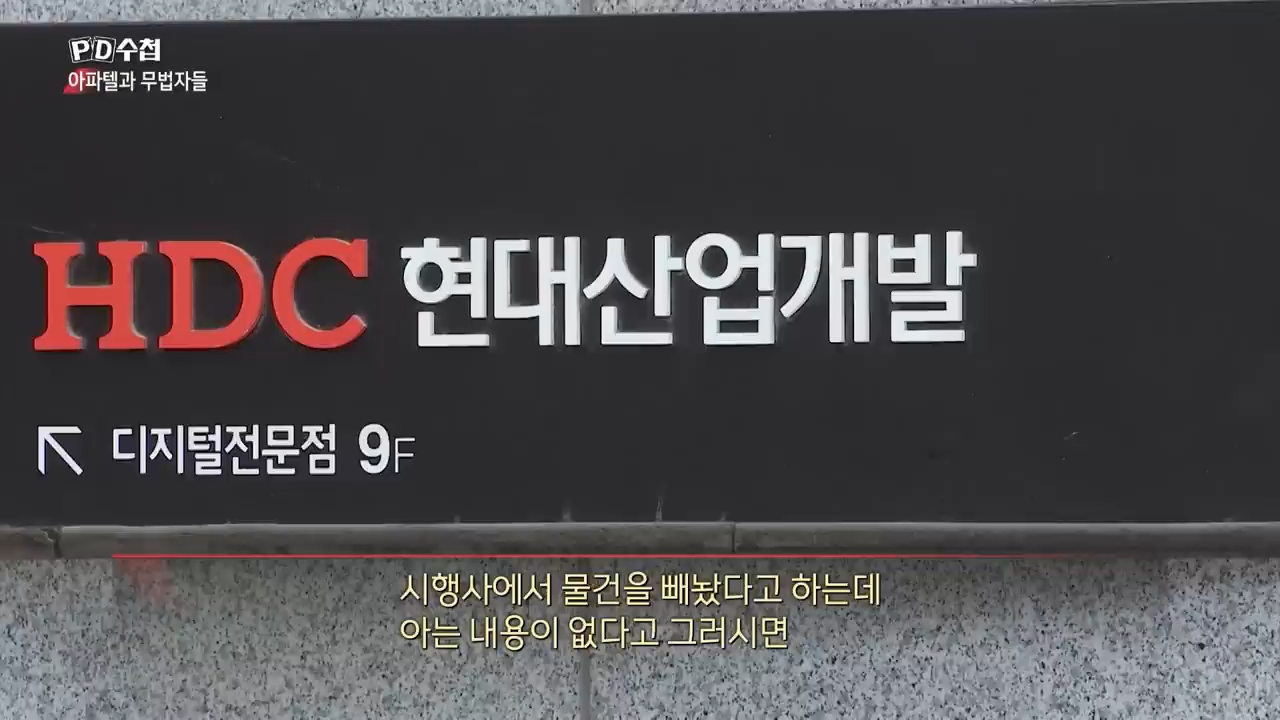 PD수첩
아파텔과 무법자들
HDC 현대산업개발
디지털전문점 9F
시행사에서 물건을 빼놨다고 하는데
아는 내용이 없다고 그러시면